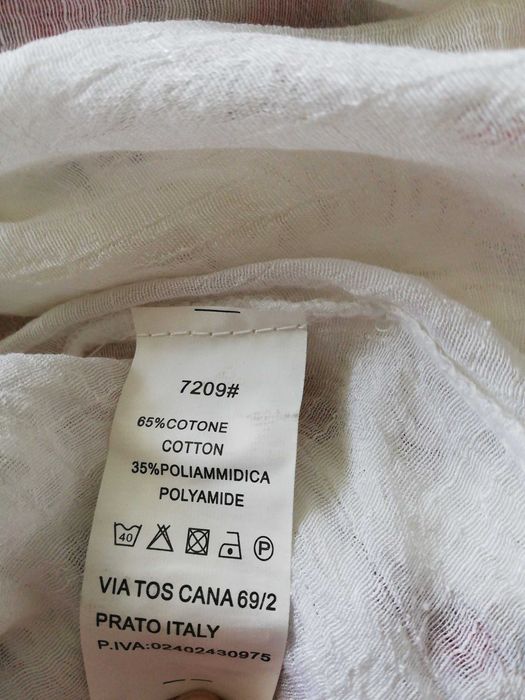 7209#
65%COTONE
COTTON
35%POLIAMMIDICA
POLYAMIDE
40 P
VIA TOS CANA 69/2
PRATO ITALY
P.IVA:02402430975